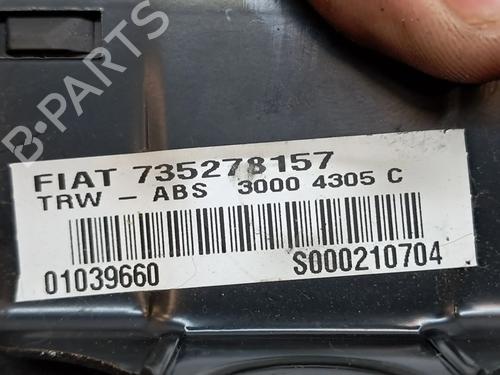 B-PARTS
FIAT 735278157
TRW - ABS 3000 4305 C
01039660 S000210704